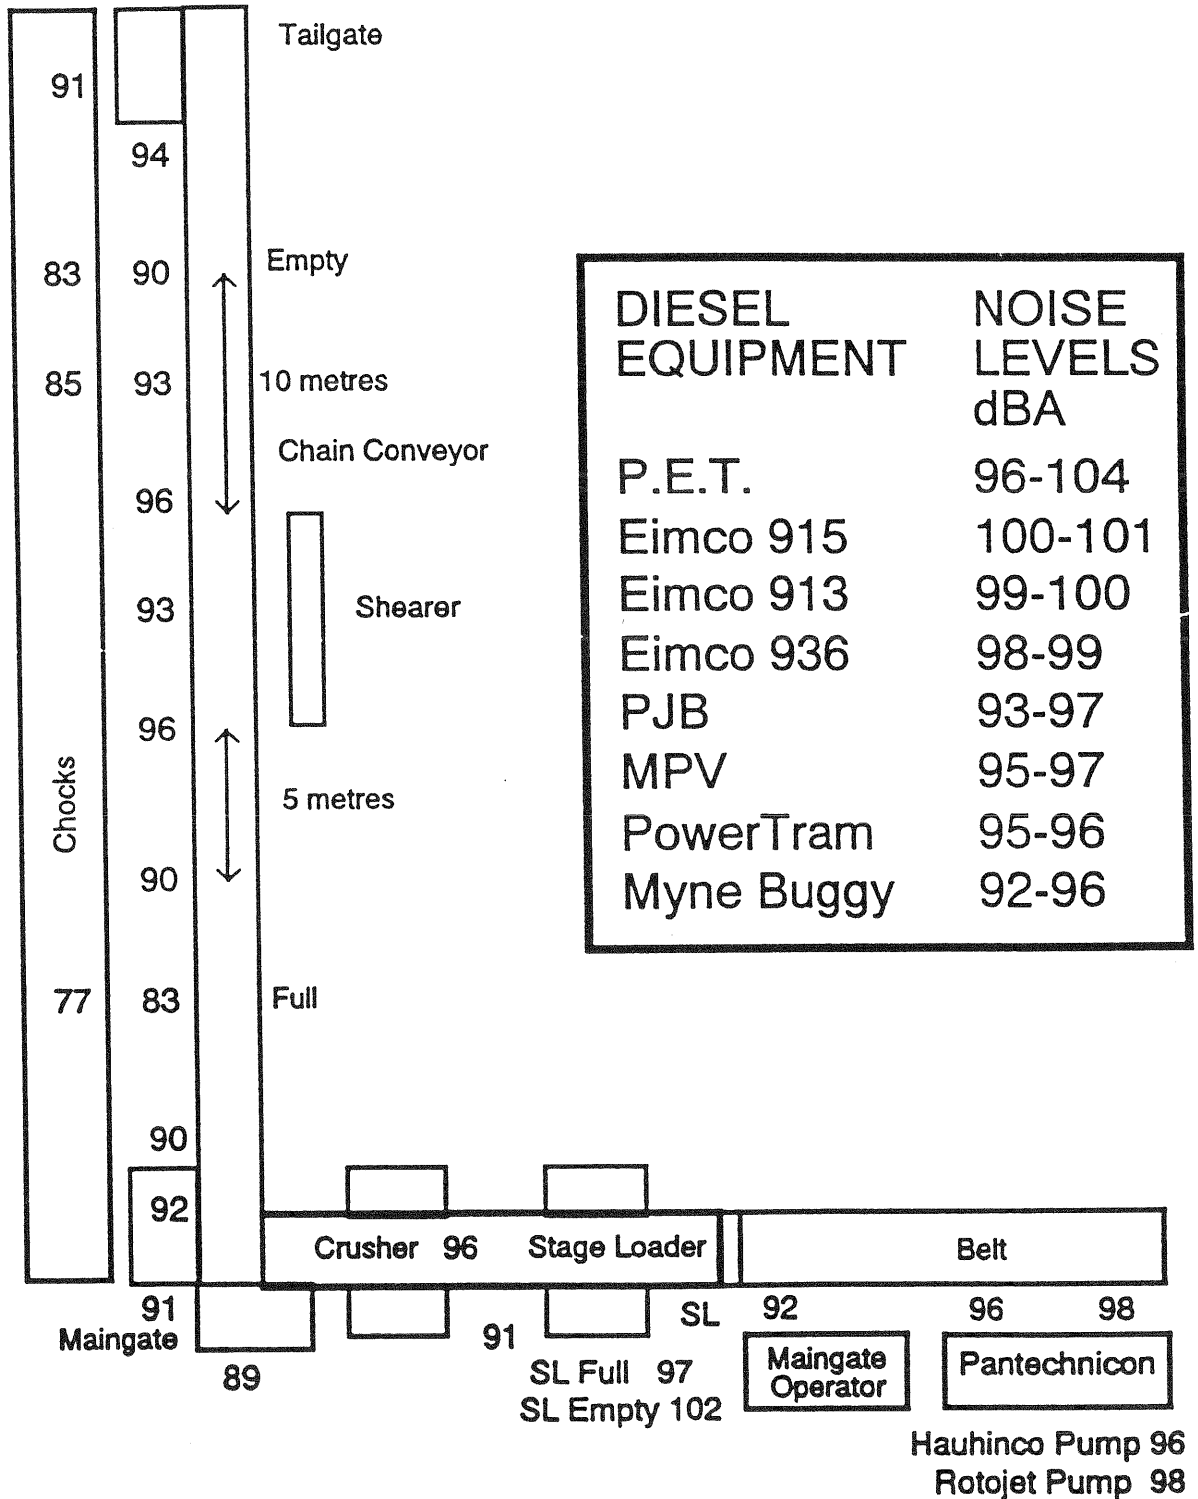 Tailgate
91
94
Empty
83 90
85 93 10 metres
Chain Conveyor
96
93 Shearer
96
Chocks
5 metres
90
77 83 Full
90
92
Crusher 96 Stage Loader Belt
91 SL 92 96 98
Maingate 91
89
SL Full 97
SL Empty 102
Maingate
Operator
Pantechnicon
Hauhinco Pump 96
Rotojet Pump 98
DIESEL NOISE
EQUIPMENT LEVELS
dBA
P.E.T. 96-104
Eimco 915 100-101
Eimco 913 99-100
Eimco 936 98-99
PJB 93-97
MPV 95-97
PowerTram 95-96
Myne Buggy 92-96